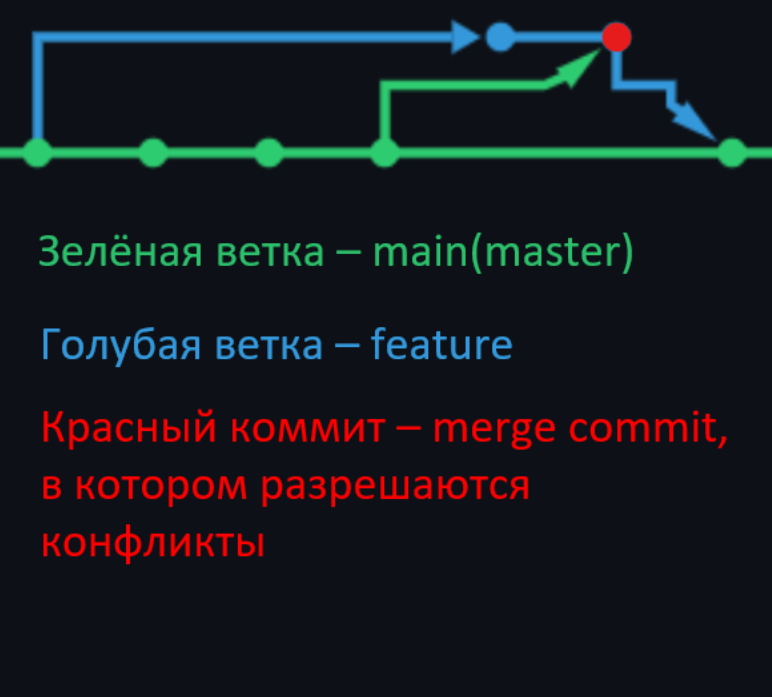 Зелёная ветка – main(master)
Голубая ветка – feature
Красный коммит – merge commit,
в котором разрешаются
конфликты